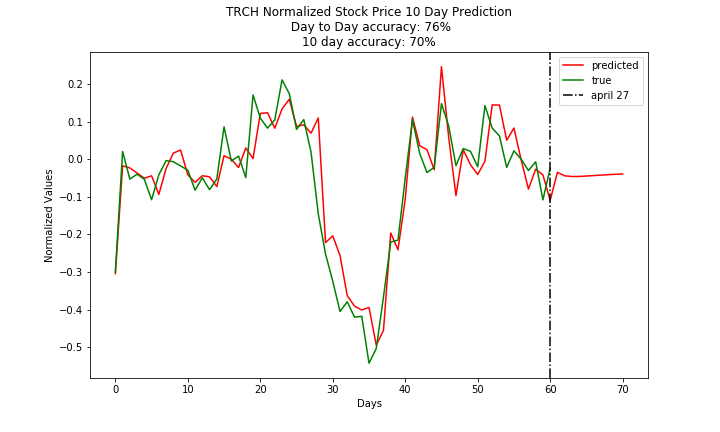 TRCH Normalized Stock Price 10 Day Prediction
Day to Day accuracy: 76%
10 day accuracy: 70%
predicted
true
april 27
Normalized Values
0.2
0.1
0.0
−0.1
−0.2
−0.3
−0.4
−0.5
0 10 20 30 40 50 60 70
Days